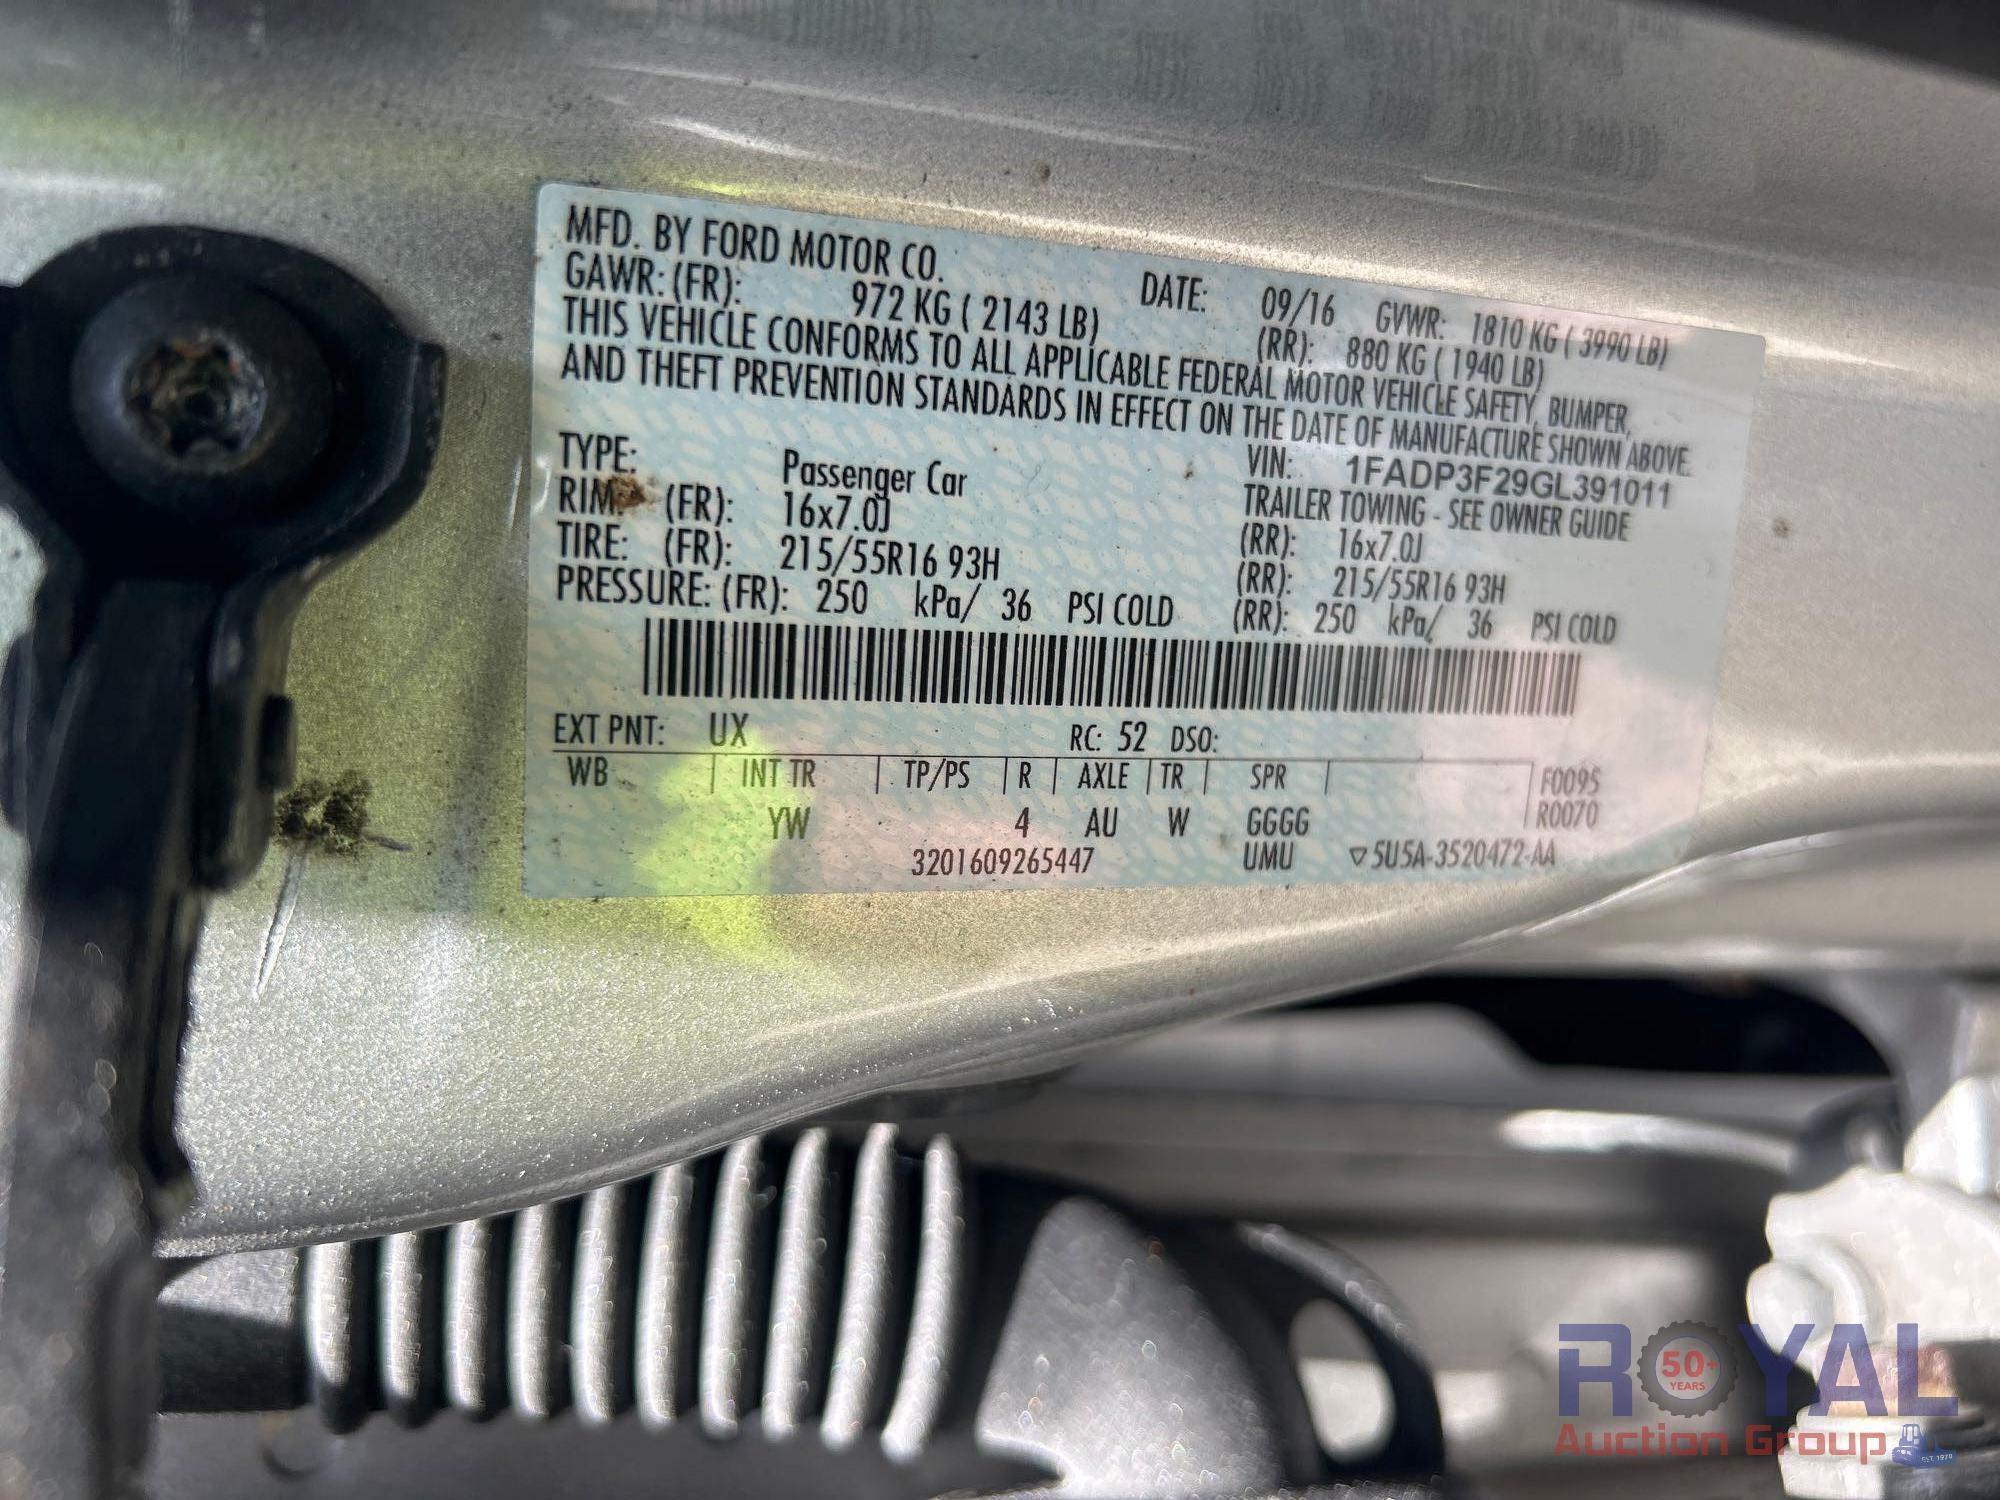 MFD. BY FORD MOTOR CO. DATE: 09/16 GVWR: 1810 KG ( 3990 LB)
GAWR: (FR): 972 KG ( 2143 LB) (RR): 880 KG ( 1940 LB)
THIS VEHICLE CONFORMS TO ALL APPLICABLE FEDERAL MOTOR VEHICLE SAFETY, BUMPER,
AND THEFT PREVENTION STANDARDS IN EFFECT ON THE DATE OF MANUFACTURE SHOWN ABOVE.
VIN: 1FADP3F29GL391011
TYPE: Passenger Car TRAILER TOWING - SEE OWNER GUIDE
RIM: (FR): 16x7.0J (RR): 16x7.0J
TIRE: (FR): 215/55R16 93H (RR): 215/55R16 93H
PRESSURE: (FR): 250 kPa/ 36 PSI COLD (RR): 250 kPa/ 36 PSI COLD
EXT PNT: UX RC: 52 DSO:
WB | INT TR | TP/PS | R | AXLE | TR | SPR | F0095
YW 4 AU W GGGG R0070
3201609265447 UMU ▽5U5A-3520472-AA
ROYAL
50+
YEARS
Auction Group
EST. 1970